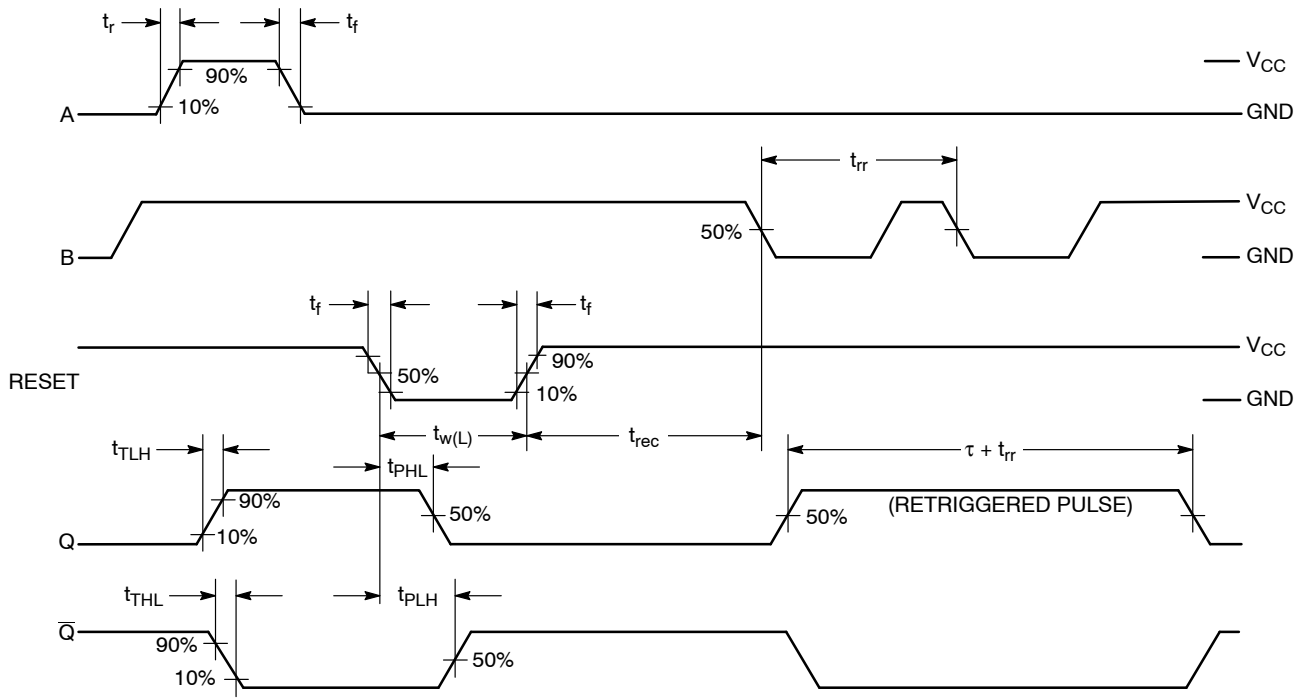 tr tf
90% VCC
10%
A GND
trr
VCC
50%
B GND
tf tf
VCC
90%
RESET 50%
10% GND
tw(L) trec
tTLH τ + trr
tPHL
90% (RETRIGGERED PULSE)
50% 50%
10%
Q
tTHL tPLH
Q̅
90%
50%
10%